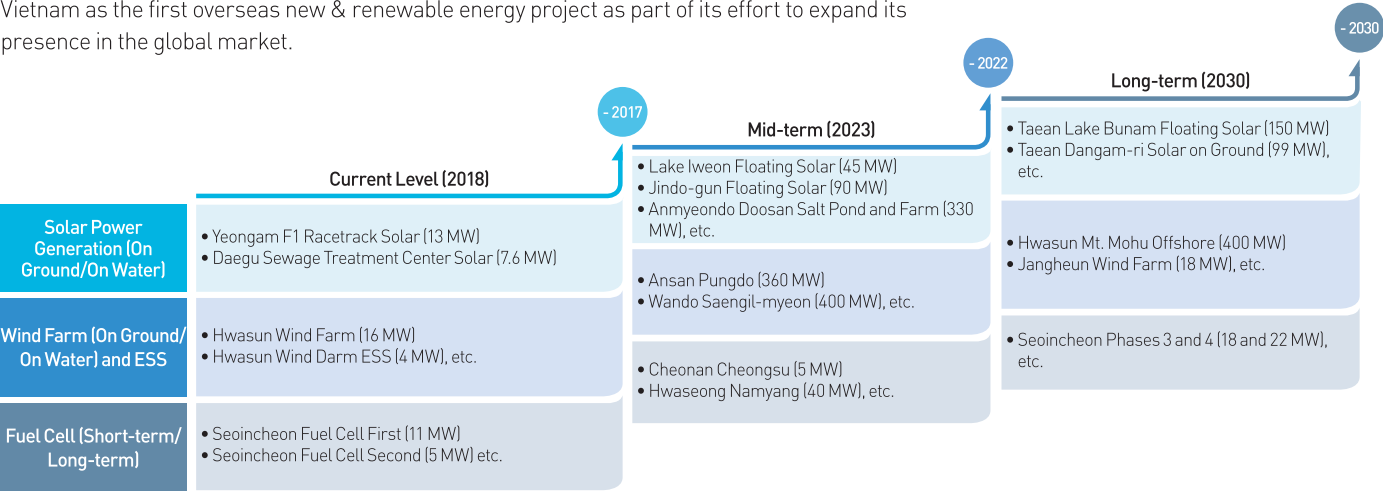 Vietnam as the first overseas new & renewable energy project as part of its effort to expand its
presence in the global market.
- 2017
- 2022
- 2030
Current Level (2018)
Mid-term (2023)
Long-term (2030)
Solar Power
Generation (On
Ground/On Water)
• Yeongam F1 Racetrack Solar (13 MW)
• Daegu Sewage Treatment Center Solar (7.6 MW)
• Lake Iweon Floating Solar (45 MW)
• Jindo-gun Floating Solar (90 MW)
• Anmyeondo Doosan Salt Pond and Farm (330
MW), etc.
• Taean Lake Bunam Floating Solar (150 MW)
• Taean Dangam-ri Solar on Ground (99 MW),
etc.
Wind Farm (On Ground/
On Water) and ESS
• Hwasun Wind Farm (16 MW)
• Hwasun Wind Darm ESS (4 MW), etc.
• Ansan Pungdo (360 MW)
• Wando Saengil-myeon (400 MW), etc.
• Hwasun Mt. Mohu Offshore (400 MW)
• Jangheun Wind Farm (18 MW), etc.
Fuel Cell (Short-term/
Long-term)
• Seoincheon Fuel Cell First (11 MW)
• Seoincheon Fuel Cell Second (5 MW) etc.
• Cheonan Cheongsu (5 MW)
• Hwaseong Namyang (40 MW), etc.
• Seoincheon Phases 3 and 4 (18 and 22 MW),
etc.